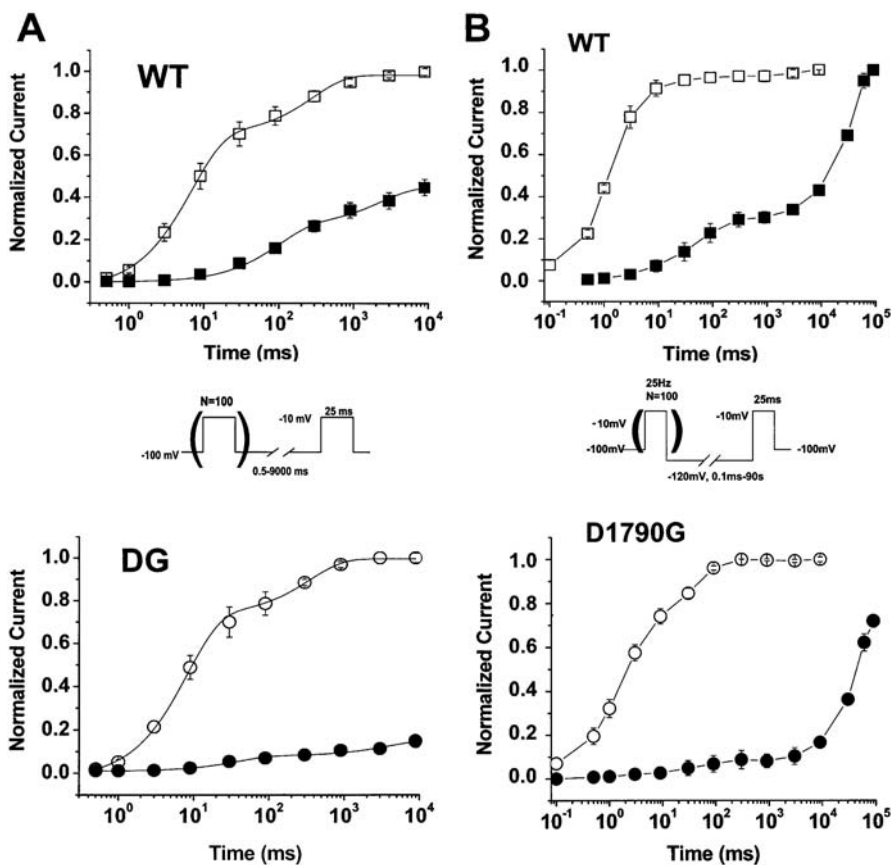 A
WT
Normalized Current
1.0
0.8
0.6
0.4
0.2
0.0
10^0 10^1 10^2 10^3 10^4
Time (ms)
B
WT
Normalized Current
1.0
0.8
0.6
0.4
0.2
0.0
10^-1 10^0 10^1 10^2 10^3 10^4 10^5
Time (ms)
N=100
-10 mV
25 ms
-100 mV
0.5-9000 ms
25Hz
N=100
25ms
-10mV
-10mV
-100mV
-100mV
-120mV, 0.1ms-90s
DG
Normalized Current
1.0
0.8
0.6
0.4
0.2
0.0
10^0 10^1 10^2 10^3 10^4
Time (ms)
D1790G
Normalized Current
1.0
0.8
0.6
0.4
0.2
0.0
10^-1 10^0 10^1 10^2 10^3 10^4 10^5
Time (ms)